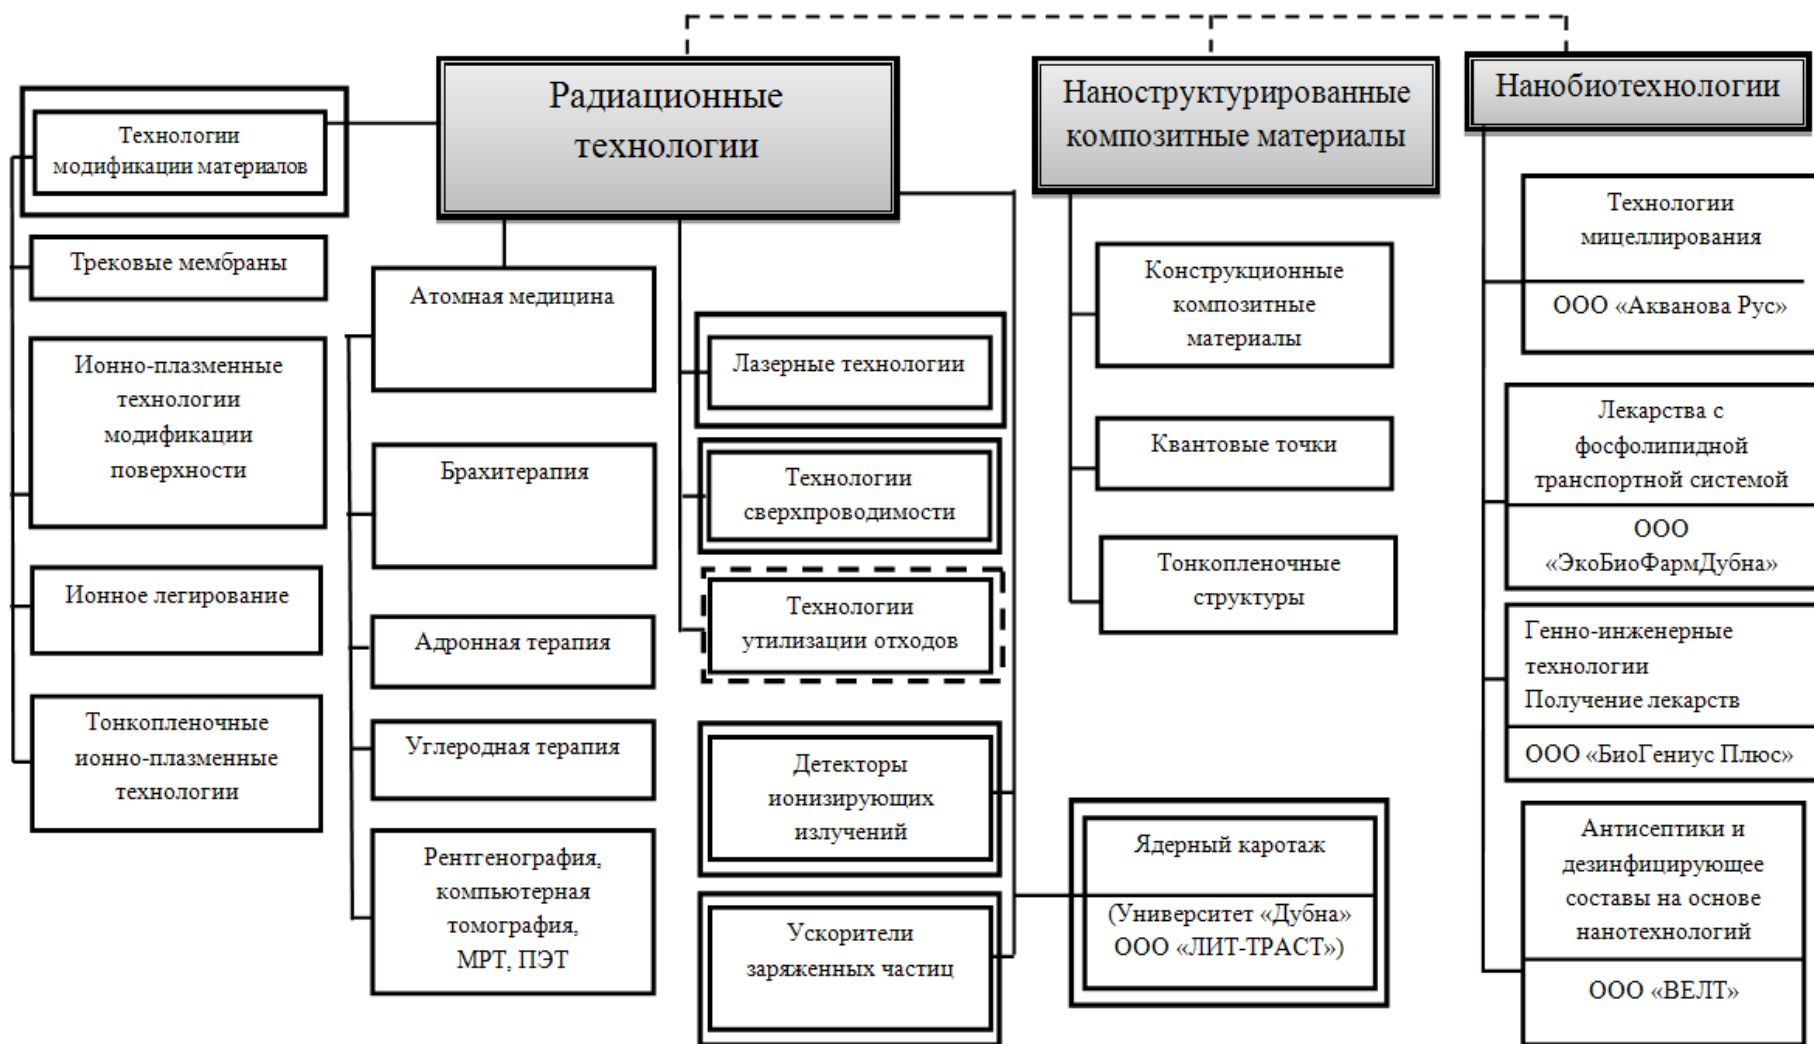 Радиационные
технологии
Наноструктурированные
композитные материалы
Нанобиотехнологии
Технологии
модификации материалов
Трековые мембраны
Ионно-плазменные
технологии
модификации
поверхности
Ионное легирование
Тонкопленочные
ионно-плазменные
технологии
Атомная медицина
Брахитерапия
Адронная терапия
Углеродная терапия
Рентгенография,
компьютерная
томография,
МРТ, ПЭТ
Лазерные технологии
Технологии
сверхпроводимости
Технологии
утилизации отходов
Детекторы
ионизирующих
излучений
Ускорители
заряженных частиц
Конструкционные
композитные
материалы
Квантовые точки
Тонкопленочные
структуры
Ядерный каротаж
(Университет «Дубна»
ООО «ЛИТ-ТРАСТ»)
Технологии
мицеллирования
ООО «Акванова Рус»
Лекарства с
фосфолипидной
транспортной системой
ООО
«ЭкоБиоФармДубна»
Генно-инженерные
технологии
Получение лекарств
ООО «БиоГениус Плюс»
Антисептики и
дезинфицирующее
составы на основе
нанотехнологий
ООО «ВЕЛТ»